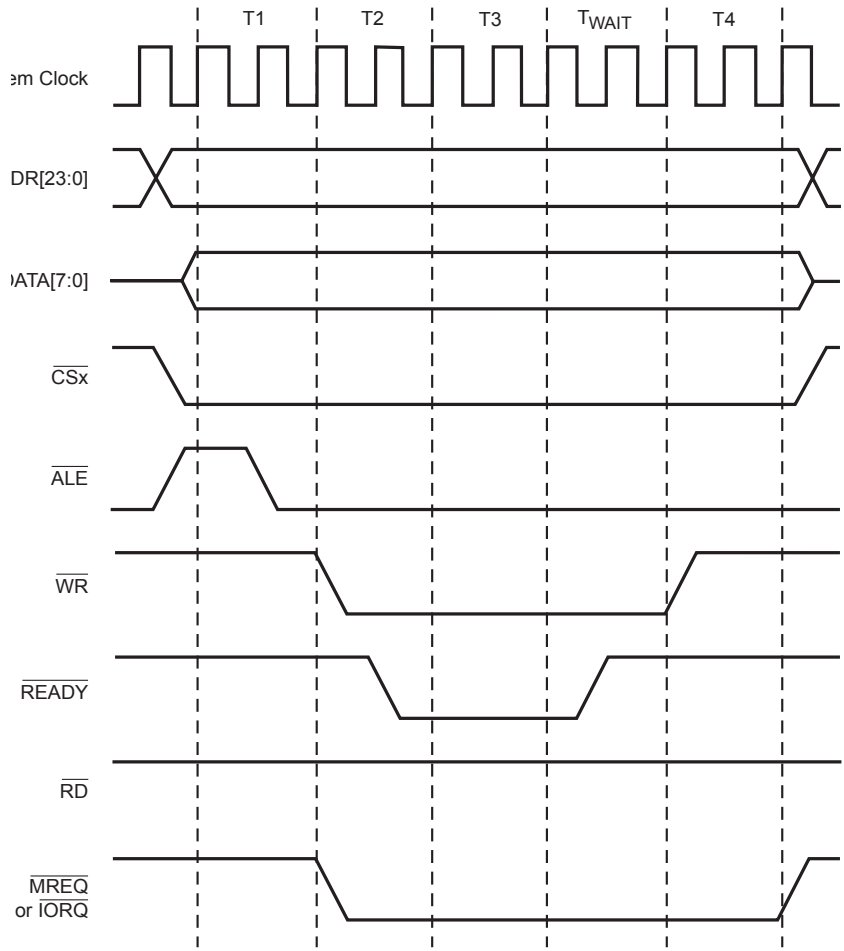 T1 T2 T3 TWAIT T4
em Clock
DR[23:0]
DATA[7:0]
CSx
ALE
WR
READY
RD
MREQ
or IORQ